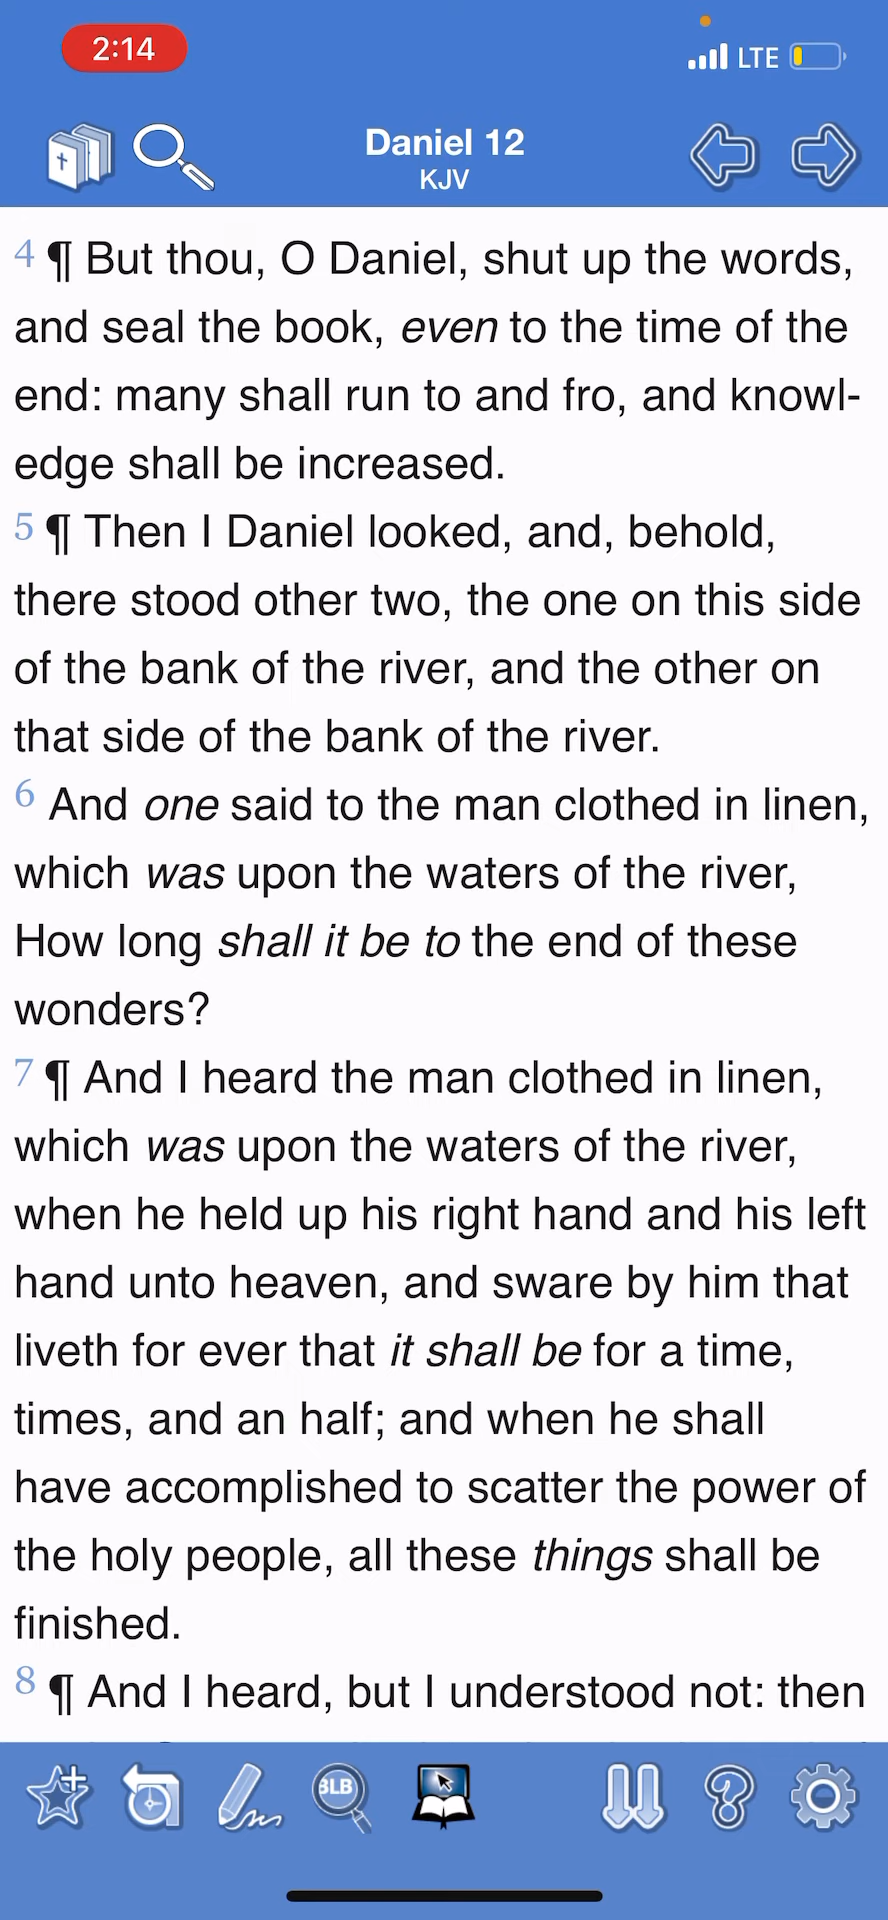 2:14
LTE
Daniel 12
KJV
4 ¶ But thou, O Daniel, shut up the words,
and seal the book, even to the time of the
end: many shall run to and fro, and knowl-
edge shall be increased.
5 ¶ Then I Daniel looked, and, behold,
there stood other two, the one on this side
of the bank of the river, and the other on
that side of the bank of the river.
6 And one said to the man clothed in linen,
which was upon the waters of the river,
How long shall it be to the end of these
wonders?
7 ¶ And I heard the man clothed in linen,
which was upon the waters of the river,
when he held up his right hand and his left
hand unto heaven, and sware by him that
liveth for ever that it shall be for a time,
times, and an half; and when he shall
have accomplished to scatter the power of
the holy people, all these things shall be
finished.
8 ¶ And I heard, but I understood not: then
BLB